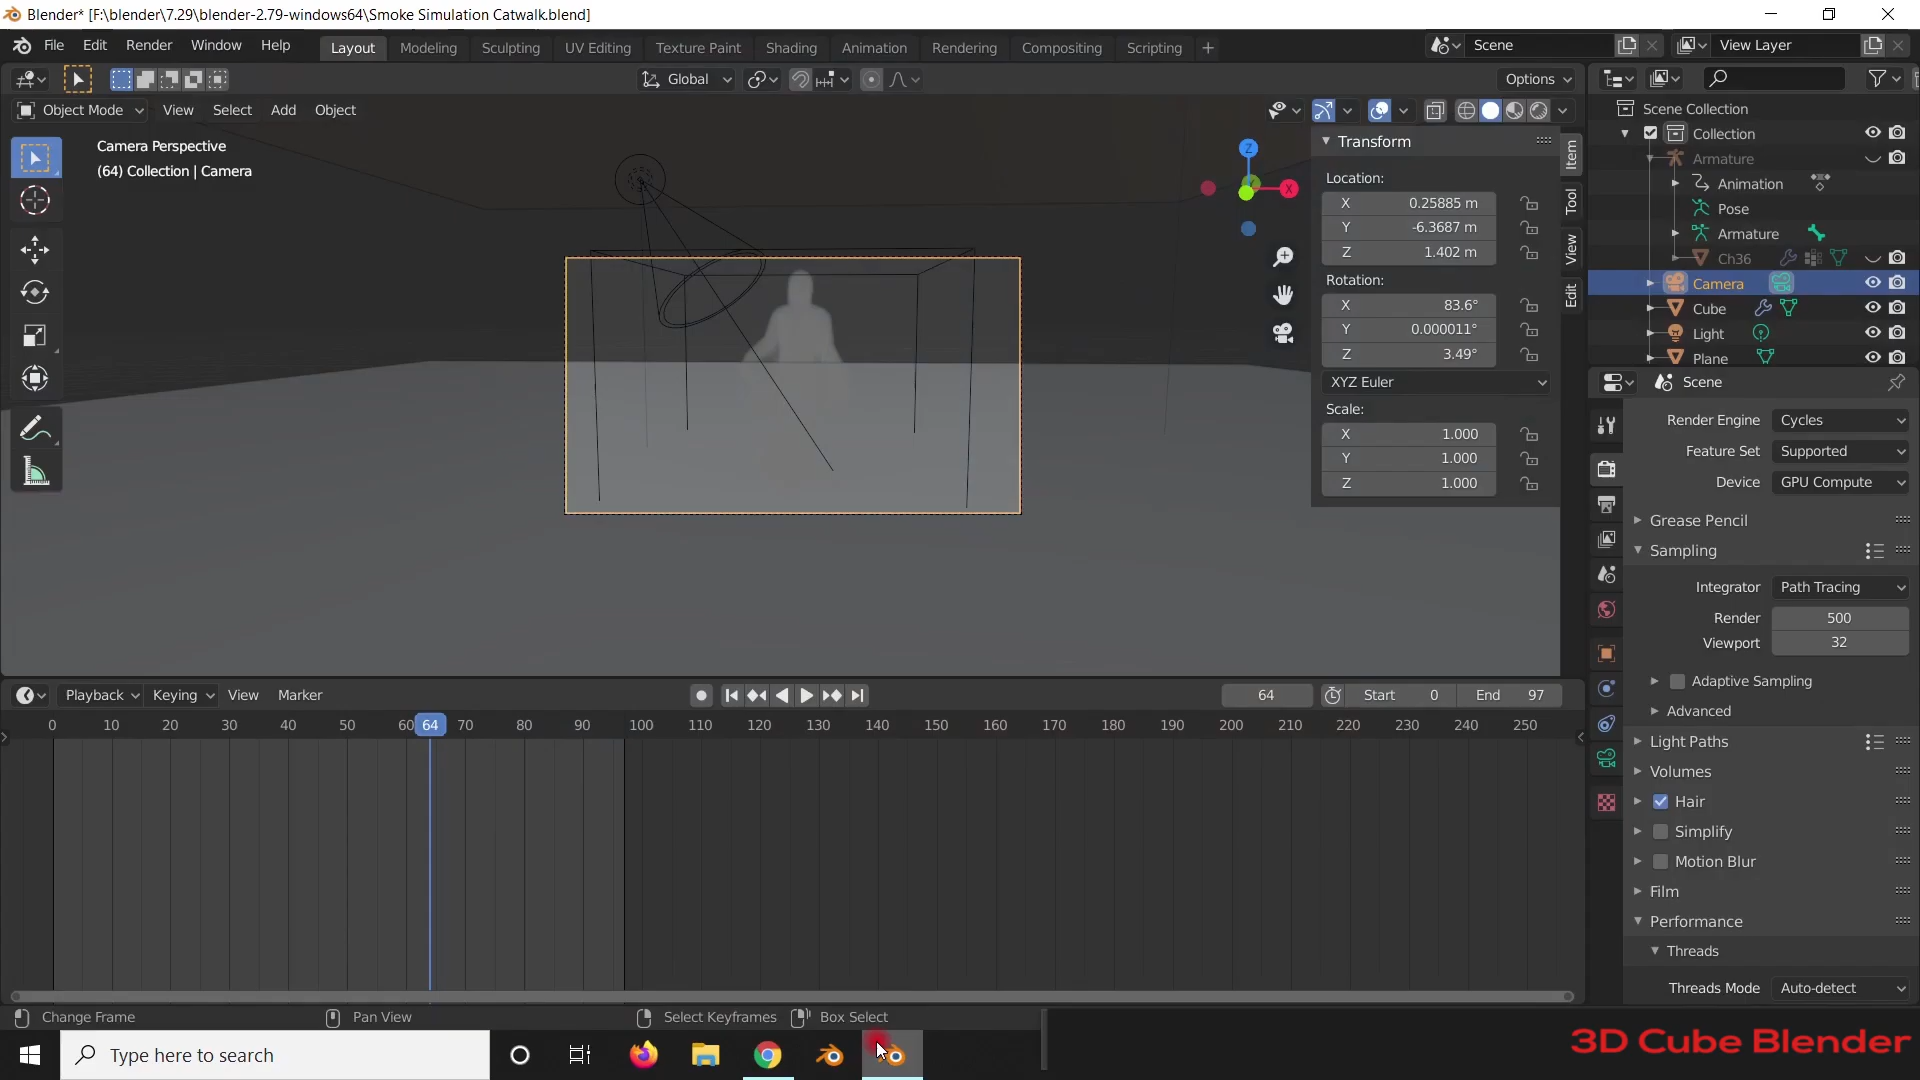 Blender* [F:\blender\7.29\blender-2.79-windows64\Smoke Simulation Catwalk.blend]
File Edit Render Window Help Layout Modeling Sculpting UV Editing Texture Paint Shading Animation Rendering Compositing Scripting + Scene View Layer
Global Options
Object Mode View Select Add Object
Camera Perspective
(64) Collection | Camera
Z
X
Transform
Location:
X 0.25885 m
Y -6.3687 m
Z 1.402 m
Rotation:
X 83.6°
Y 0.000011°
Z 3.49°
XYZ Euler
Scale:
X 1.000
Y 1.000
Z 1.000
Item
Tool
View
Edit
Scene Collection
Collection
Armature
Animation
Pose
Armature
Ch36
Camera
Cube
Light
Plane
Scene
Render Engine Cycles
Feature Set Supported
Device GPU Compute
Grease Pencil
Sampling
Integrator Path Tracing
Render 500
Viewport 32
Adaptive Sampling
Advanced
Light Paths
Volumes
Hair
Simplify
Motion Blur
Film
Performance
Threads
Threads Mode Auto-detect
Playback Keying View Marker 64 Start 0 End 97
0 10 20 30 40 50 60 64 70 80 90 100 110 120 130 140 150 160 170 180 190 200 210 220 230 240 250
Change Frame Pan View Select Keyframes Box Select
Type here to search
3D Cube Blender